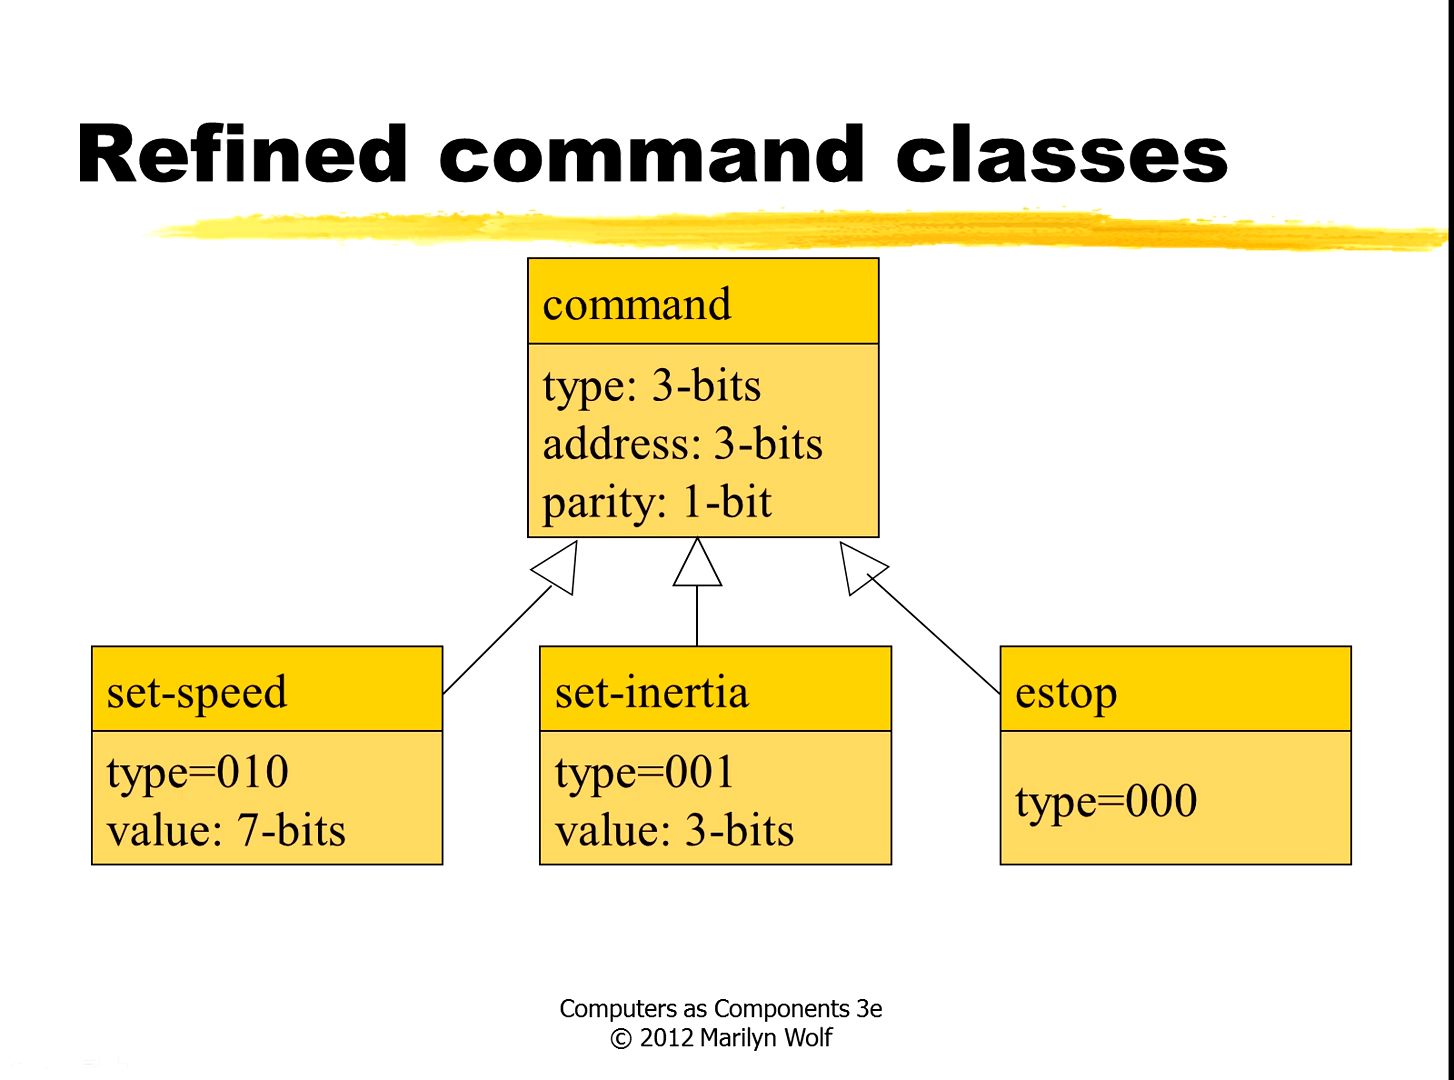 Refined command classes
command
type: 3-bits
address: 3-bits
parity: 1-bit
set-speed
type=010
value: 7-bits
set-inertia
type=001
value: 3-bits
estop
type=000
Computers as Components 3e
© 2012 Marilyn Wolf